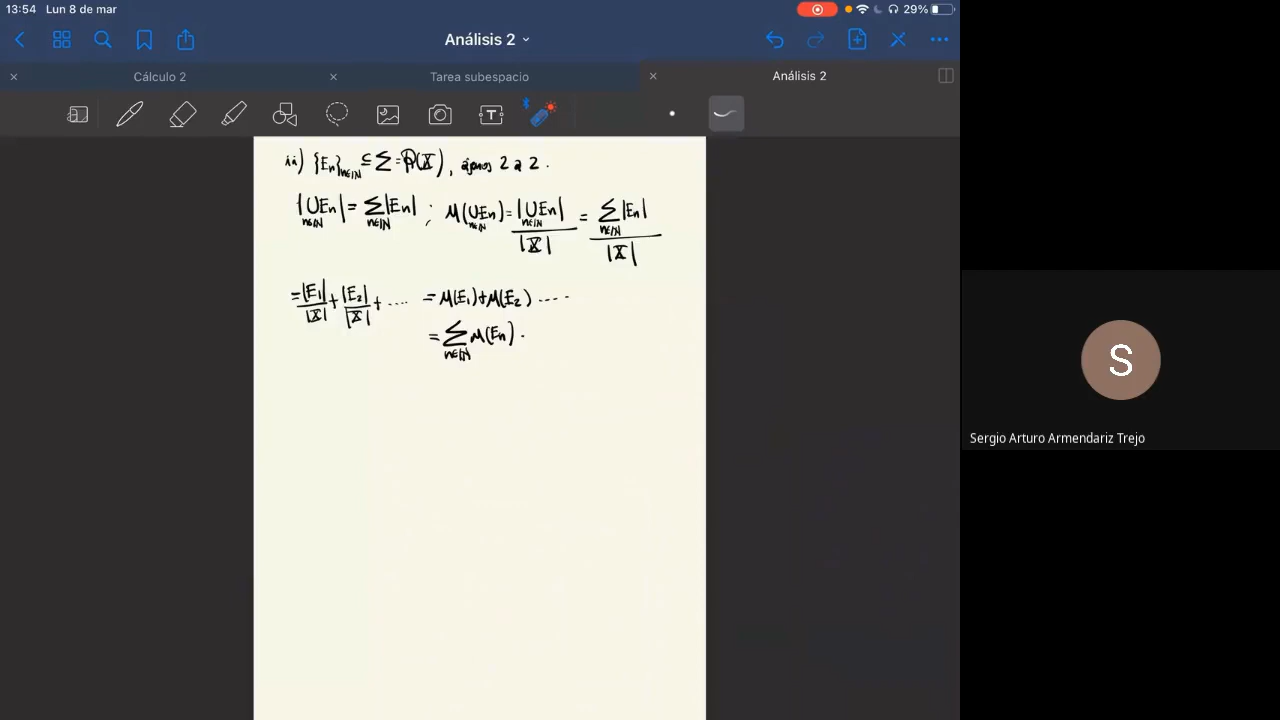 13:54 Lun 8 de mar 29%
Análisis 2
Cálculo 2 Tarea subespacio Análisis 2
T
ii) {En}n∈ℕ ⊆ Σ = P(X), ajenos 2 a 2.
|∪En|n∈ℕ = Σn∈ℕ |En| ; M(∪En)n∈ℕ = |∪En|n∈ℕ / |X| = Σn∈ℕ |En| / |X|
= |E1|/|X| + |E2|/|X| + .... = M(E1)+M(E2) ....
= Σn∈ℕ M(En).
S
Sergio Arturo Armendariz Trejo